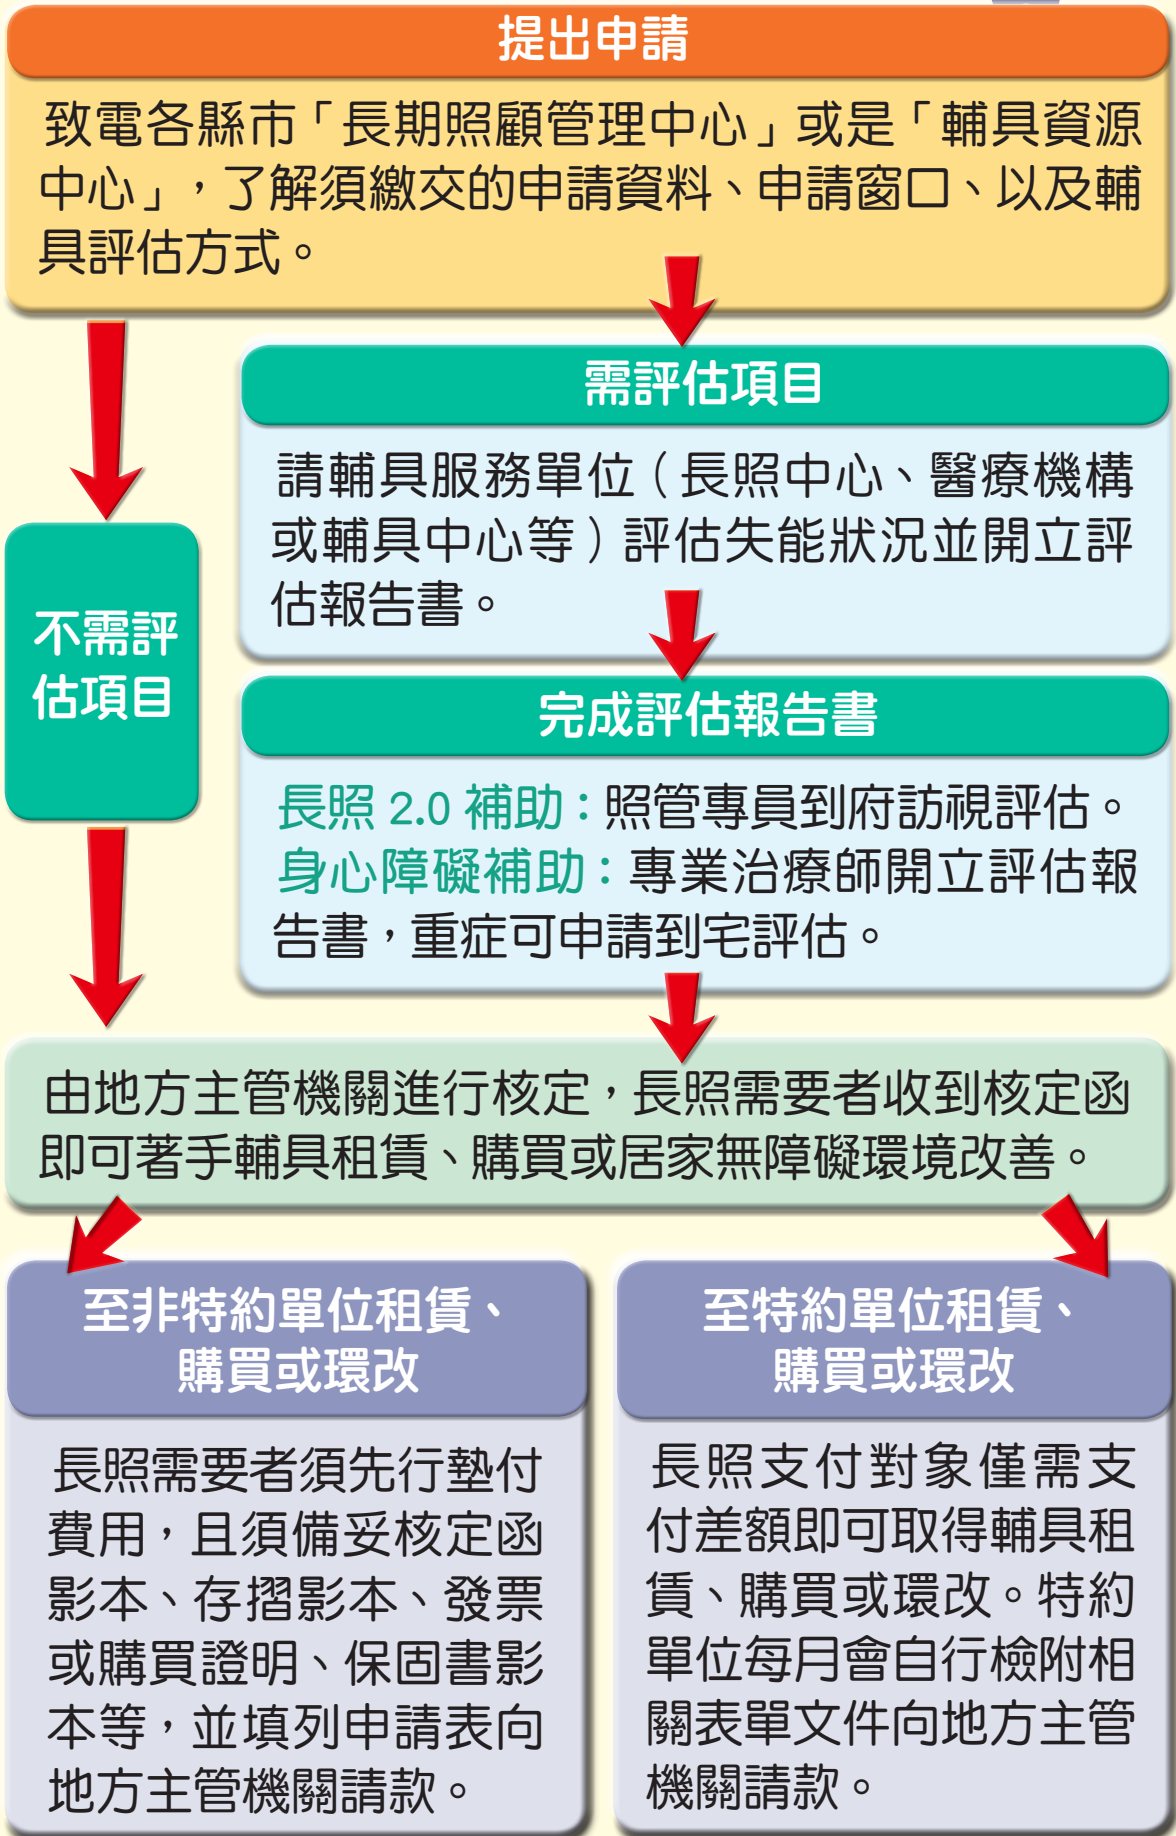 提出申請
致電各縣市「長期照顧管理中心」或是「輔具資源
中心」，了解須繳交的申請資料、申請窗口、以及輔
具評估方式。
需評估項目
請輔具服務單位（長照中心、醫療機構
或輔具中心等）評估失能狀況並開立評
估報告書。
不需評
估項目
完成評估報告書
長照 2.0 補助：照管專員到府訪視評估。
身心障礙補助：專業治療師開立評估報
告書，重症可申請到宅評估。
由地方主管機關進行核定，長照需要者收到核定函
即可著手輔具租賃、購買或居家無障礙環境改善。
至非特約單位租賃、
購買或環改
長照需要者須先行墊付
費用，且須備妥核定函
影本、存摺影本、發票
或購買證明、保固書影
本等，並填列申請表向
地方主管機關請款。
至特約單位租賃、
購買或環改
長照支付對象僅需支
付差額即可取得輔具租
賃、購買或環改。特約
單位每月會自行檢附相
關表單文件向地方主管
機關請款。